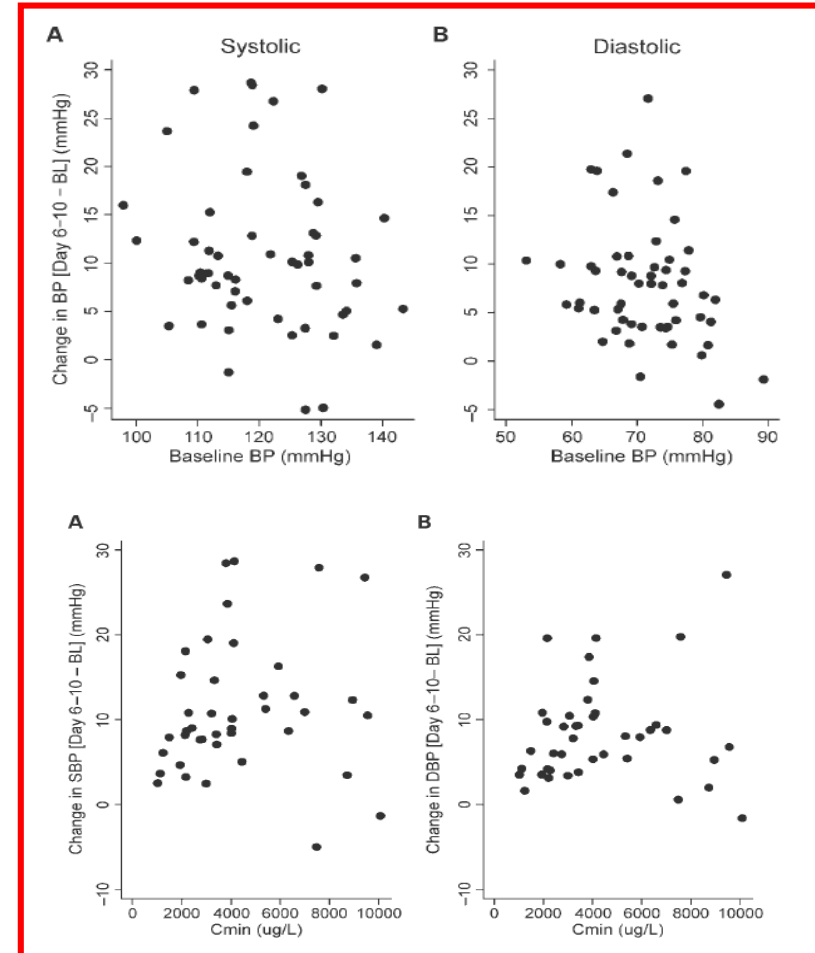 A
Systolic
Change in BP [Day 6−10 − BL] (mmHg)
30
25
20
15
10
5
0
−5
100 110 120 130 140
Baseline BP (mmHg)
B
Diastolic
30
25
20
15
10
5
0
−5
50 60 70 80 90
Baseline BP (mmHg)
A
Change in SBP [Day 6−10 − BL] (mmHg)
30
20
10
0
−10
0 2000 4000 6000 8000 10000
Cmin (ug/L)
B
Change in DBP [Day 6−10− BL] (mmHg)
30
20
10
0
−10
0 2000 4000 6000 8000 10000
Cmin (ug/L)